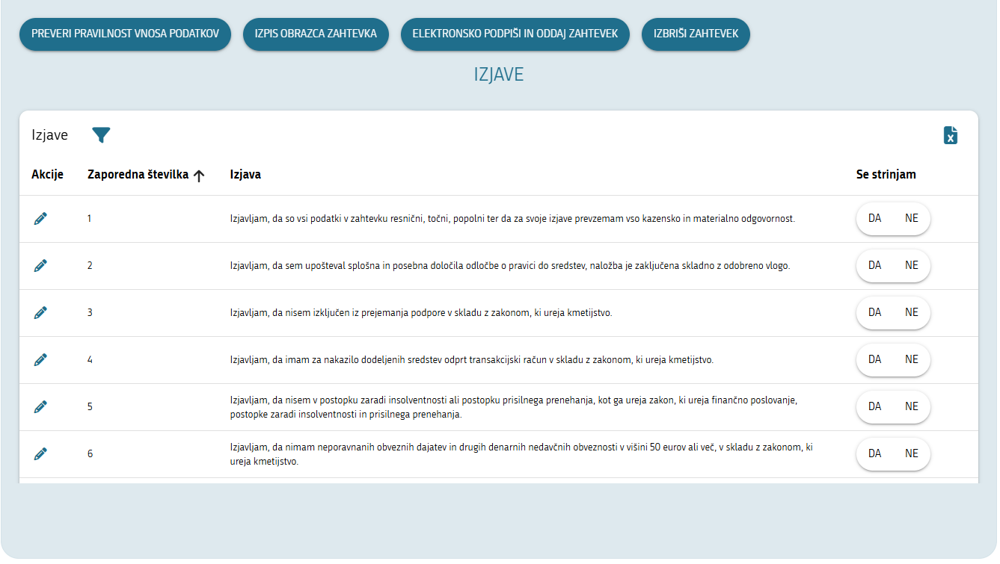 PREVERI PRAVILNOST VNOSA PODATKOV IZPIS OBRAZCA ZAHTEVKA ELEKTRONSKO PODPIŠI IN ODDAJ ZAHTEVEK IZBRIŠI ZAHTEVEK
IZJAVE
Izjave
Akcije Zaporedna številka Izjava Se strinjam
1 Izjavljam, da so vsi podatki v zahtevku resnični, točni, popolni ter da za svoje izjave prevzemam vso kazensko in materialno odgovornost. DA NE
2 Izjavljam, da sem upošteval splošna in posebna določila odločbe o pravici do sredstev, naložba je zaključena skladno z odobreno vlogo. DA NE
3 Izjavljam, da nisem izključen iz prejemanja podpore v skladu z zakonom, ki ureja kmetijstvo. DA NE
4 Izjavljam, da imam za nakazilo dodeljenih sredstev odprt transakcijski račun v skladu z zakonom, ki ureja kmetijstvo. DA NE
5 Izjavljam, da nisem v postopku zaradi insolventnosti ali postopku prisilnega prenehanja, kot ga ureja zakon, ki ureja finančno poslovanje, DA NE
postopke zaradi insolventnosti in prisilnega prenehanja.
6 Izjavljam, da nimam neporavnanih obveznih dajatev in drugih denarnih nedavčnih obveznosti v višini 50 eurov ali več, v skladu z zakonom, ki DA NE
ureja kmetijstvo.